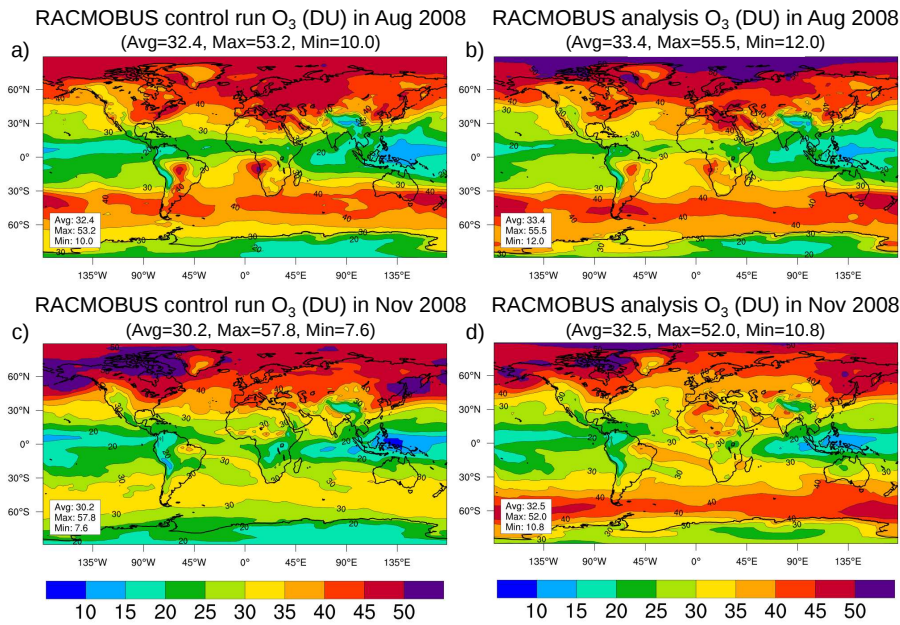 RACMOBUS control run O3 (DU) in Aug 2008
(Avg=32.4, Max=53.2, Min=10.0)
a)
60°N
30°N
0°
30°S
60°S
Avg: 32.4
Max: 53.2
Min: 10.0
135°W 90°W 45°W 0° 45°E 90°E 135°E
RACMOBUS analysis O3 (DU) in Aug 2008
(Avg=33.4, Max=55.5, Min=12.0)
b)
60°N
30°N
0°
30°S
60°S
Avg: 33.4
Max: 55.5
Min: 12.0
135°W 90°W 45°W 0° 45°E 90°E 135°E
RACMOBUS control run O3 (DU) in Nov 2008
(Avg=30.2, Max=57.8, Min=7.6)
c)
60°N
30°N
0°
30°S
60°S
Avg: 30.2
Max: 57.8
Min: 7.6
135°W 90°W 45°W 0° 45°E 90°E 135°E
RACMOBUS analysis O3 (DU) in Nov 2008
(Avg=32.5, Max=52.0, Min=10.8)
d)
60°N
30°N
0°
30°S
60°S
Avg: 32.5
Max: 52.0
Min: 10.8
135°W 90°W 45°W 0° 45°E 90°E 135°E
10 15 20 25 30 35 40 45 50
10 15 20 25 30 35 40 45 50